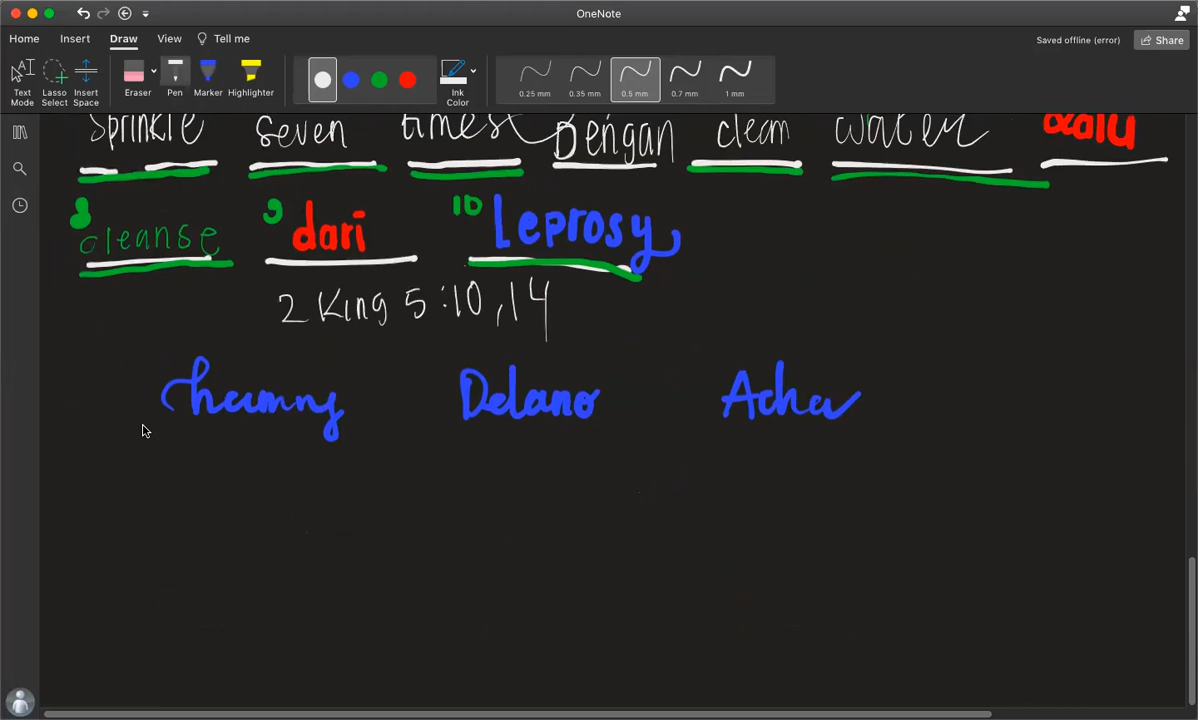 OneNote
Home Insert Draw View Tell me
Saved offline (error) Share
Text Mode Lasso Select Insert Space Eraser Pen Marker Highlighter Ink Color 0.25 mm 0.35 mm 0.5 mm 0.7 mm 1 mm
Sprinkle seven Dengan clean water
8 cleanse 9 dari 10 Leprosy
2 King 5:10,14
Delano